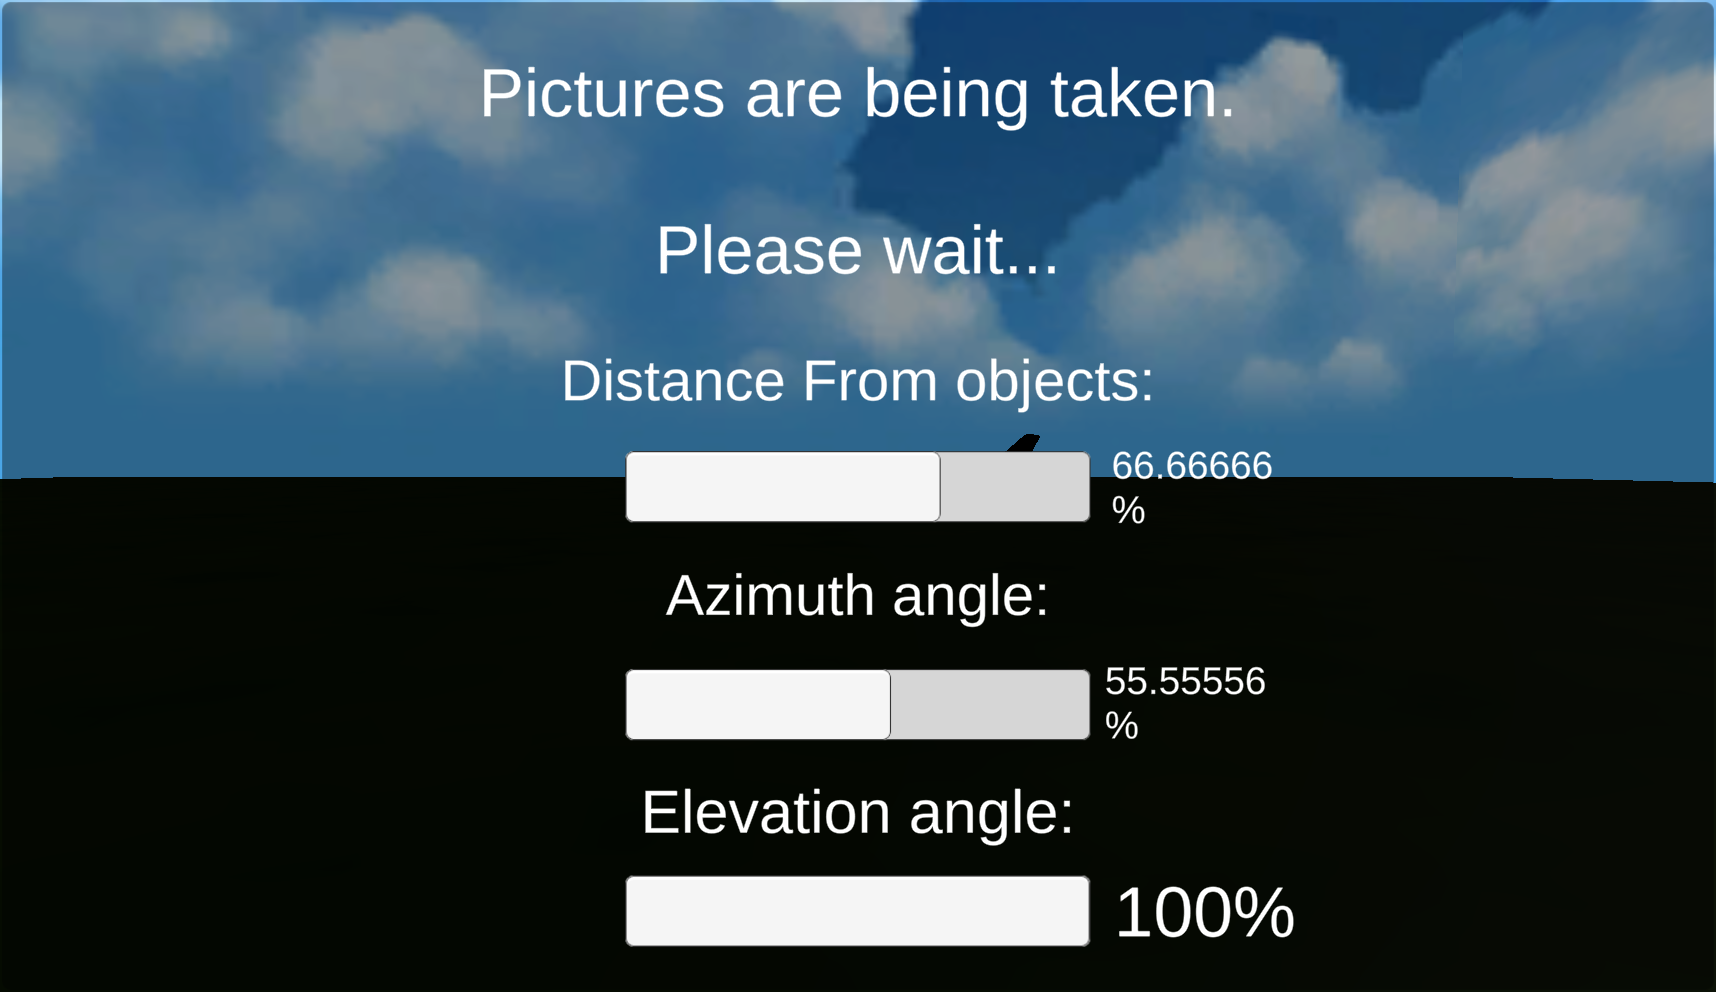 Pictures are being taken.
Please wait...
Distance From objects:
66.66666
%
Azimuth angle:
55.55556
%
Elevation angle:
100%